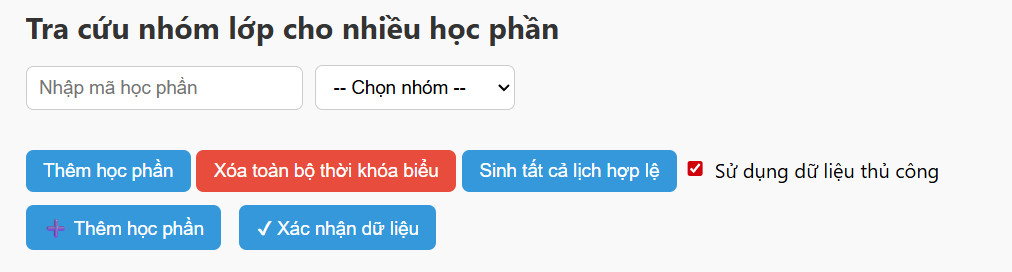 Tra cứu nhóm lớp cho nhiều học phần
Nhập mã học phần -- Chọn nhóm --
Thêm học phần Xóa toàn bộ thời khóa biểu Sinh tất cả lịch hợp lệ Sử dụng dữ liệu thủ công
➕ Thêm học phần ✓ Xác nhận dữ liệu